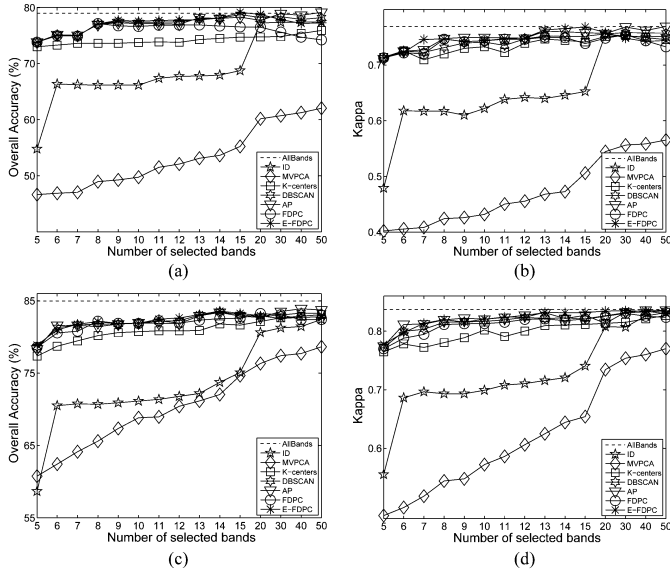 90
70
50
Overall Accuracy (%)
AllBands
ID
MVPCA
K-centers
DBSCAN
AP
FDPC
E-FDPC
5 6 7 8 9 10 11 12 13 14 15 20 30 40 50
Number of selected bands
(a)
0.7
0.6
0.5
0.4
Kappa
AllBands
ID
MVPCA
K-centers
DBSCAN
AP
FDPC
E-FDPC
5 6 7 8 9 10 11 12 13 14 15 20 30 40 50
Number of selected bands
(b)
85
75
65
55
Overall Accuracy (%)
AllBands
ID
MVPCA
K-centers
DBSCAN
AP
FDPC
E-FDPC
5 6 7 8 9 10 11 12 13 14 15 20 30 40 50
Number of selected bands
(c)
0.8
0.7
0.6
Kappa
AllBands
ID
MVPCA
K-centers
DBSCAN
AP
FDPC
E-FDPC
5 6 7 8 9 10 11 12 13 14 15 20 30 40 50
Number of selected bands
(d)